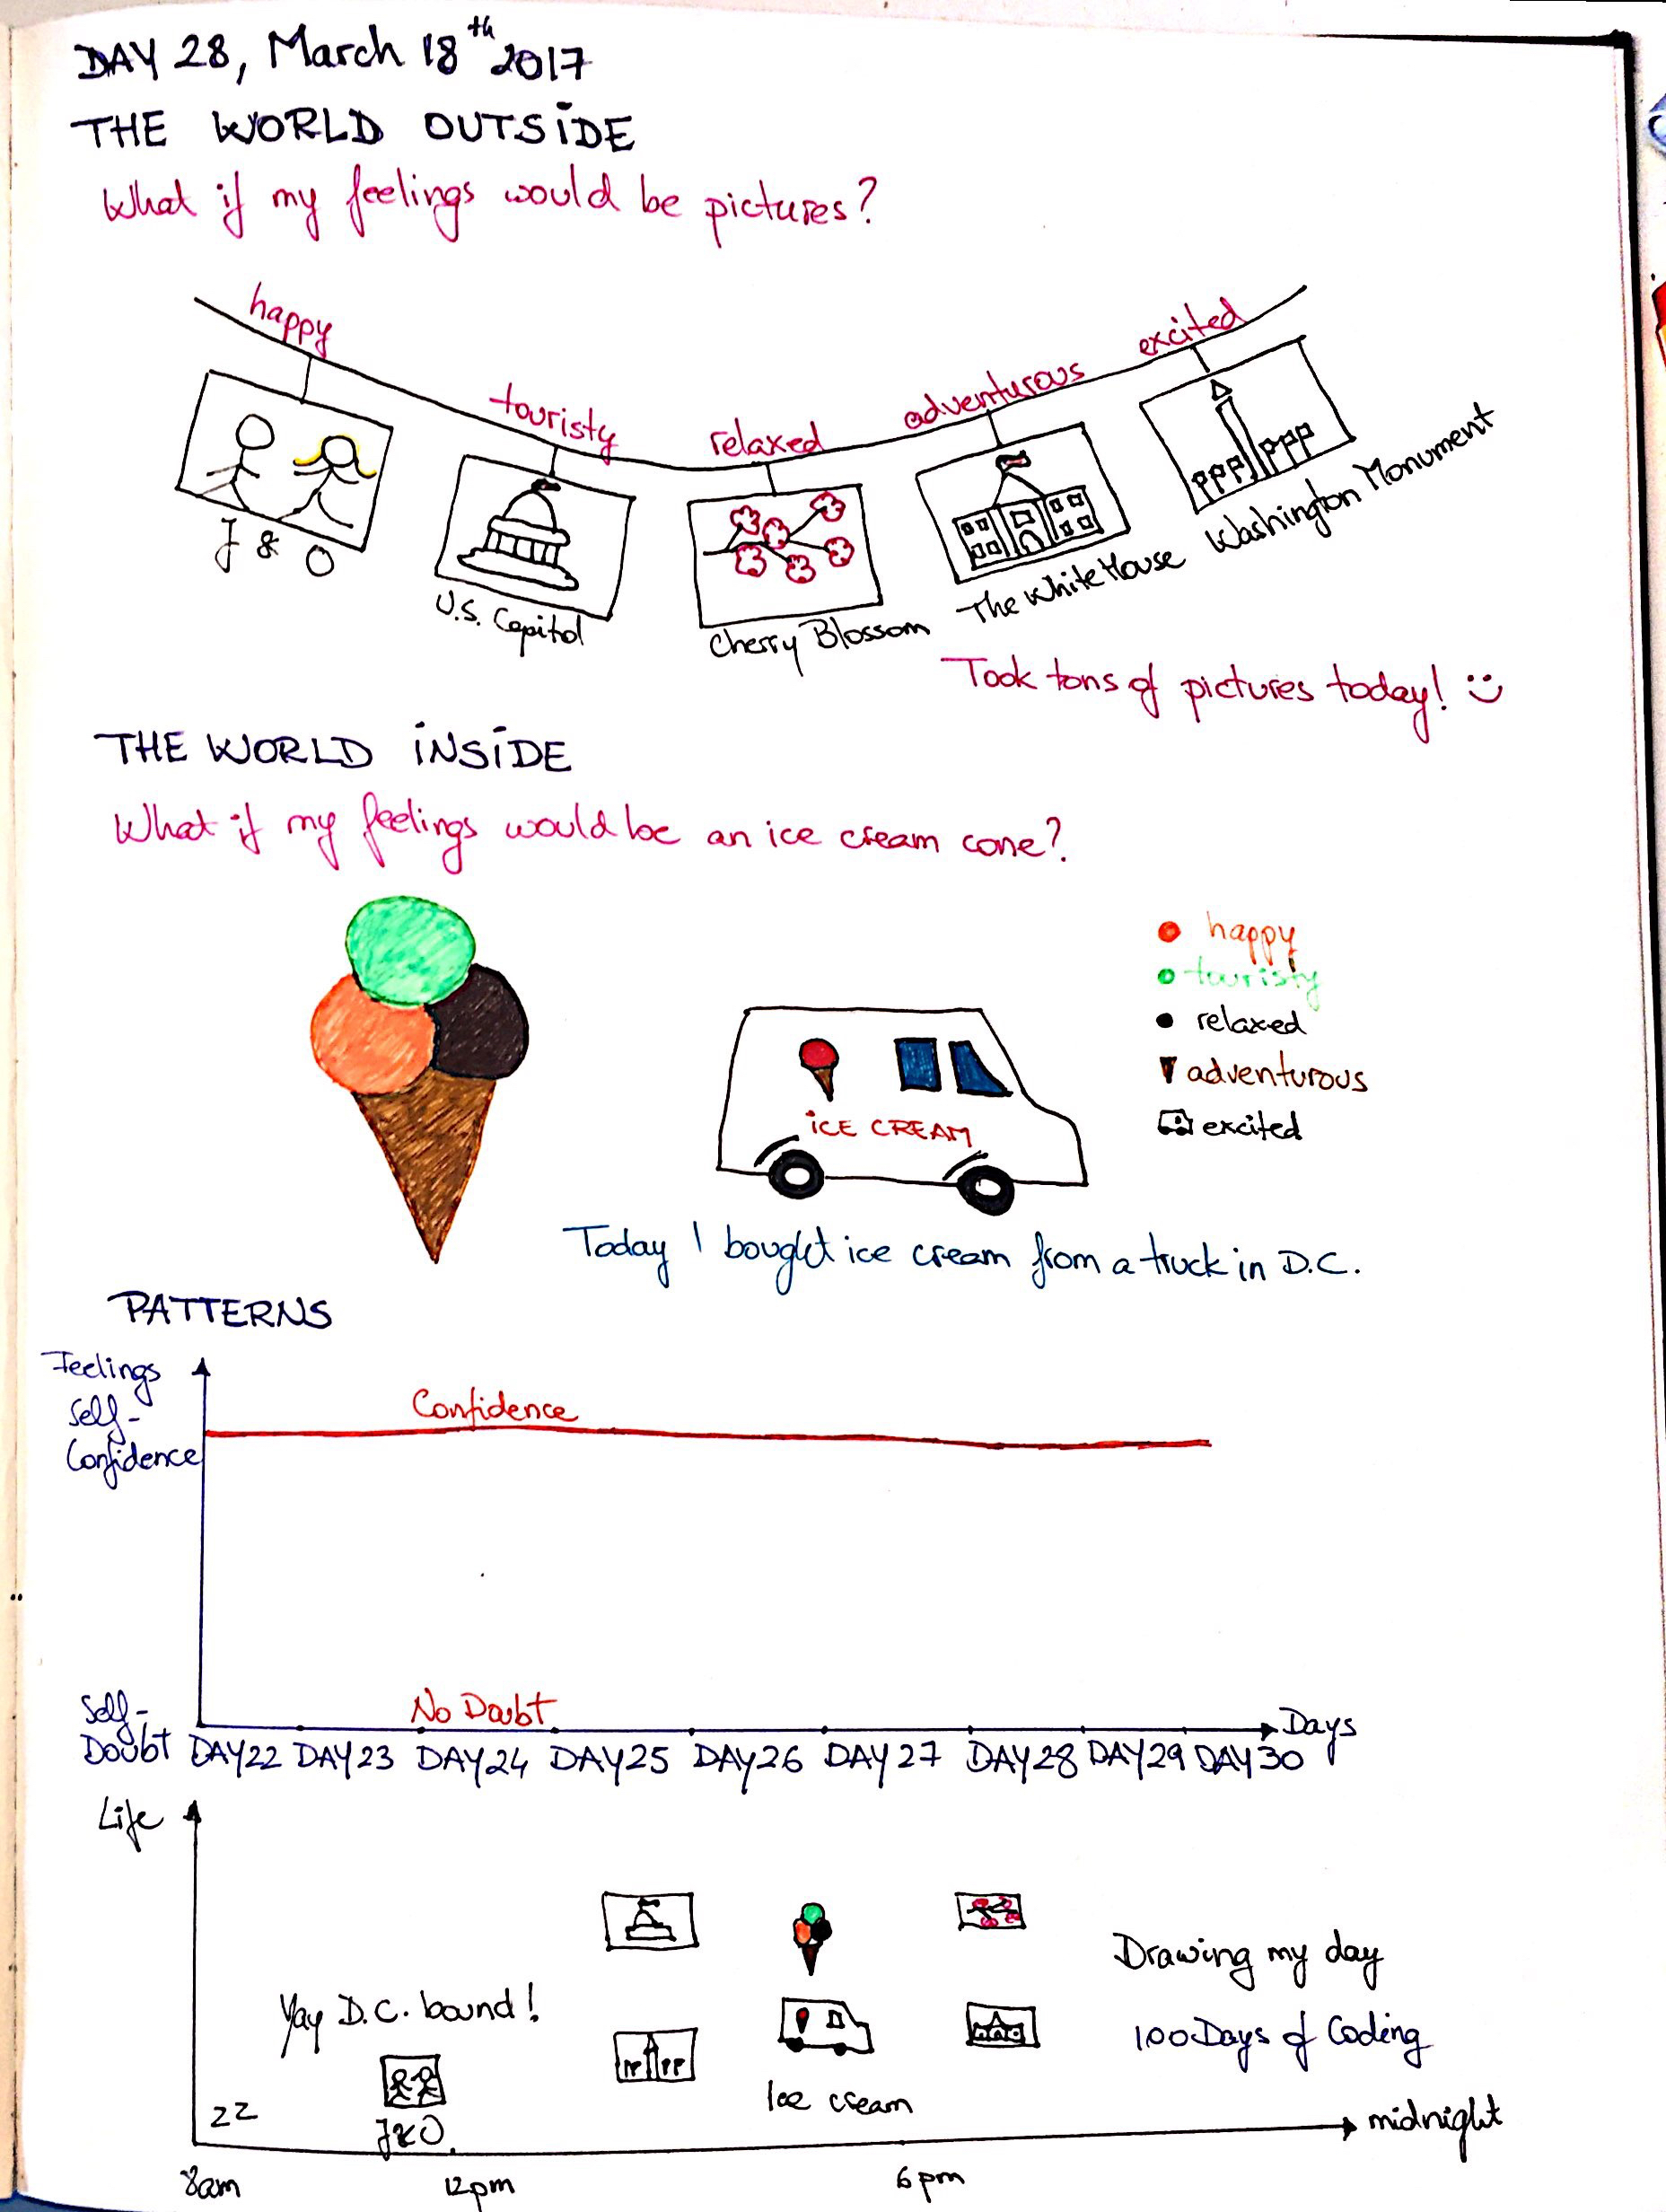 DAY 28, March 18th 2017
THE WORLD OUTSIDE
What if my feelings would be pictures?
happy
touristy
relaxed
adventurous
excited
J & O
U.S. Capitol
Cherry Blossom
The White House
Washington Monument
Took tons of pictures today! :)
THE WORLD INSIDE
What if my feelings would be an ice cream cone?
happy
touristy
relaxed
adventurous
excited
ICE CREAM
Today I bought ice cream from a truck in D.C.
PATTERNS
Feelings
Self-
Confidence
Confidence
No Doubt
Self-
Doubt
Days
DAY22 DAY23 DAY24 DAY25 DAY26 DAY 27 DAY28 DAY29 DAY30
Life
Drawing my day
Yay D.C. bound!
100Days of Coding
Ice cream
zz
J&O
midnight
8am 12pm 6pm